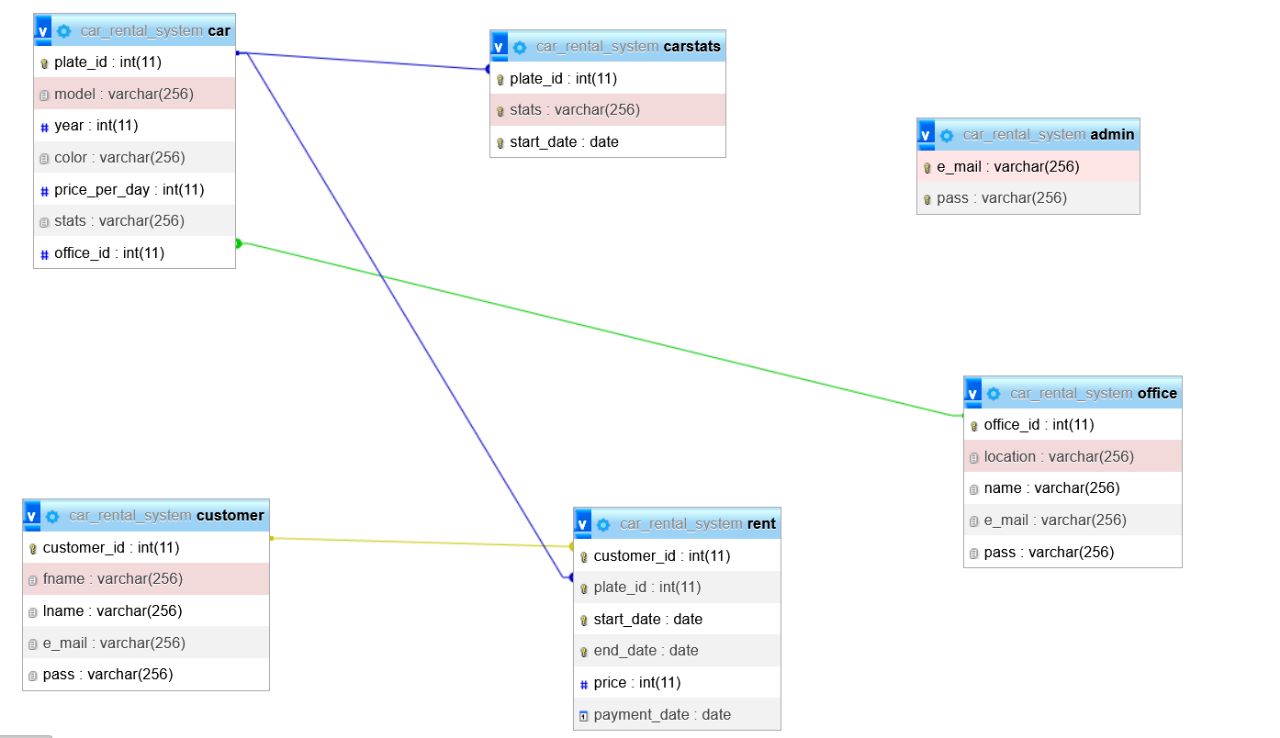 v car_rental_system car
plate_id : int(11)
model : varchar(256)
# year : int(11)
color : varchar(256)
# price_per_day : int(11)
stats : varchar(256)
# office_id : int(11)
v car_rental_system carstats
plate_id : int(11)
stats : varchar(256)
start_date : date
v car_rental_system admin
e_mail : varchar(256)
pass : varchar(256)
v car_rental_system office
office_id : int(11)
location : varchar(256)
name : varchar(256)
e_mail : varchar(256)
pass : varchar(256)
v car_rental_system customer
customer_id : int(11)
fname : varchar(256)
lname : varchar(256)
e_mail : varchar(256)
pass : varchar(256)
v car_rental_system rent
customer_id : int(11)
plate_id : int(11)
start_date : date
end_date : date
# price : int(11)
payment_date : date